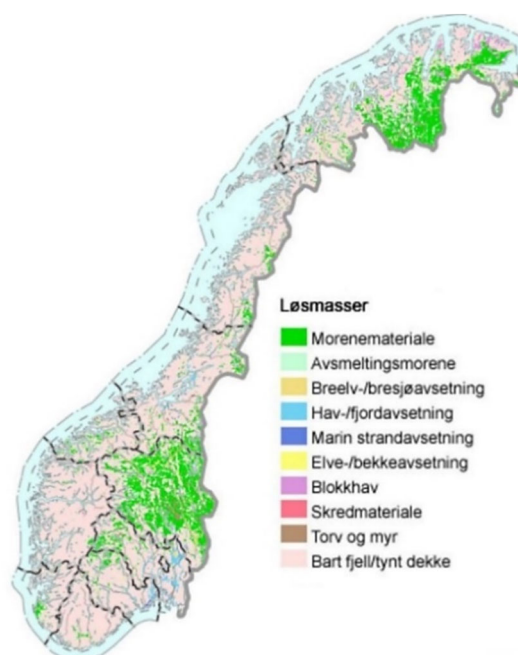 Løsmasser
Morenemateriale
Avsmeltingsmorene
Breelv-/bresjøavsetning
Hav-/fjordavsetning
Marin strandavsetning
Elve-/bekkeavsetning
Blokkhav
Skredmateriale
Torv og myr
Bart fjell/tynt dekke